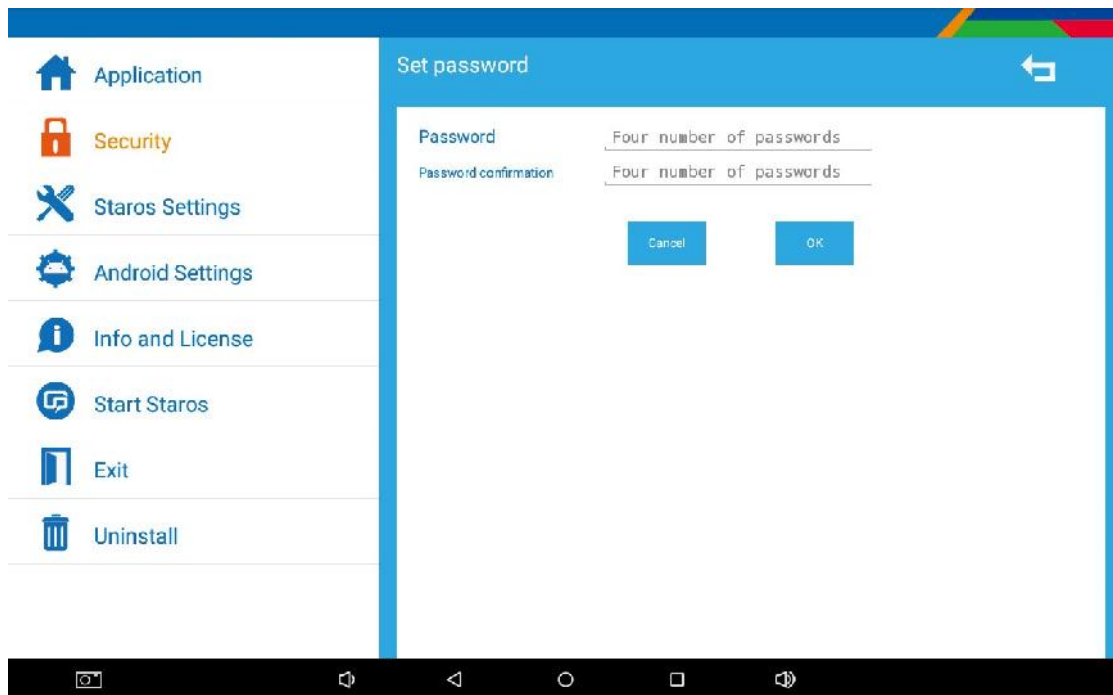 Application
Security
Staros Settings
Android Settings
Info and License
Start Staros
Exit
Uninstall
Set password
Password Four number of passwords
Password confirmation Four number of passwords
Cancel OK